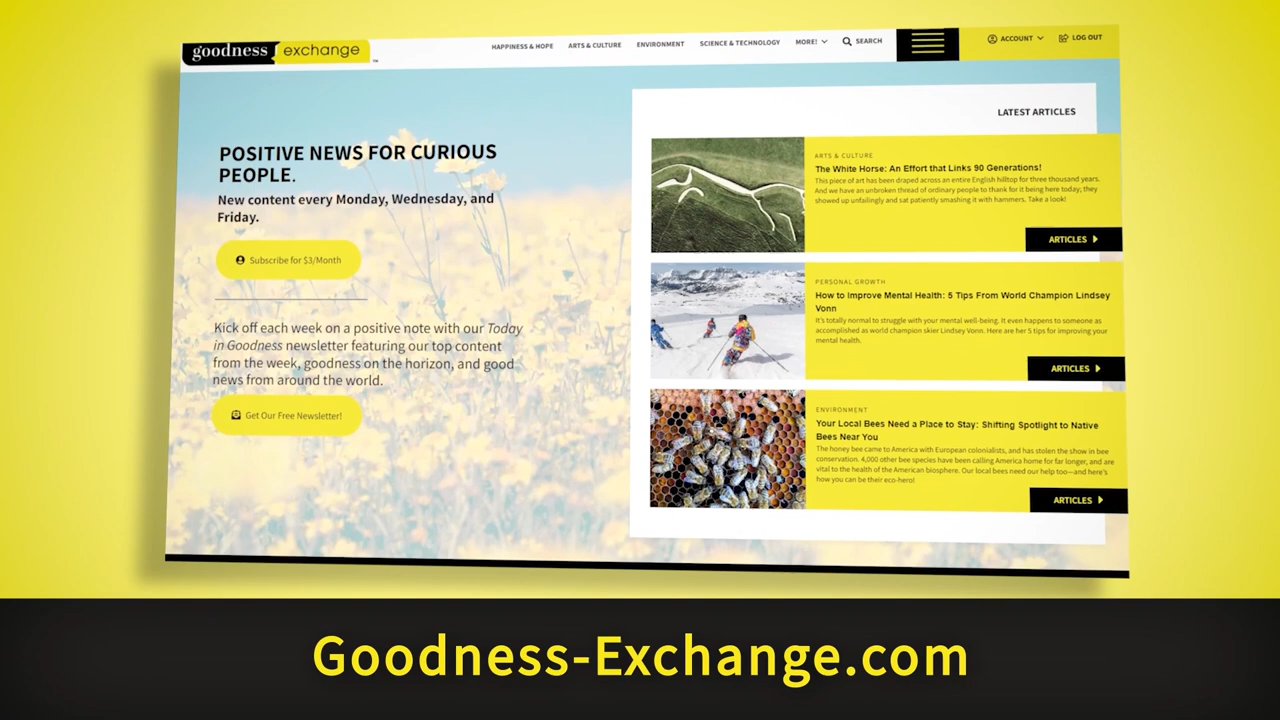 goodness exchange™
HAPPINESS & HOPE ARTS & CULTURE ENVIRONMENT SCIENCE & TECHNOLOGY MORE! SEARCH ACCOUNT LOG OUT
POSITIVE NEWS FOR CURIOUS
PEOPLE.
New content every Monday, Wednesday, and
Friday.
Subscribe for $3/Month
Kick off each week on a positive note with our Today
in Goodness newsletter featuring our top content
from the week, goodness on the horizon, and good
news from around the world.
Get Our Free Newsletter!
LATEST ARTICLES
ARTS & CULTURE
The White Horse: An Effort that Links 90 Generations!
This piece of art has been draped across an entire English hilltop for three thousand years.
And we have an unbroken thread of ordinary people to thank for it being here today; they
showed up unfailingly and sat patiently smashing it with hammers. Take a look!
ARTICLES
PERSONAL GROWTH
How to Improve Mental Health: 5 Tips From World Champion Lindsey
Vonn
It's totally normal to struggle with your mental well-being. It even happens to someone as
accomplished as world champion skier Lindsey Vonn. Here are her 5 tips for improving your
mental health.
ARTICLES
ENVIRONMENT
Your Local Bees Need a Place to Stay: Shifting Spotlight to Native
Bees Near You
The honey bee came to America with European colonialists, and has stolen the show in bee
conservation. 4,000 other bee species have been calling America home for far longer, and are
vital to the health of the American biosphere. Our local bees need our help too—and here's
how you can be their eco-hero!
ARTICLES
Goodness-Exchange.com